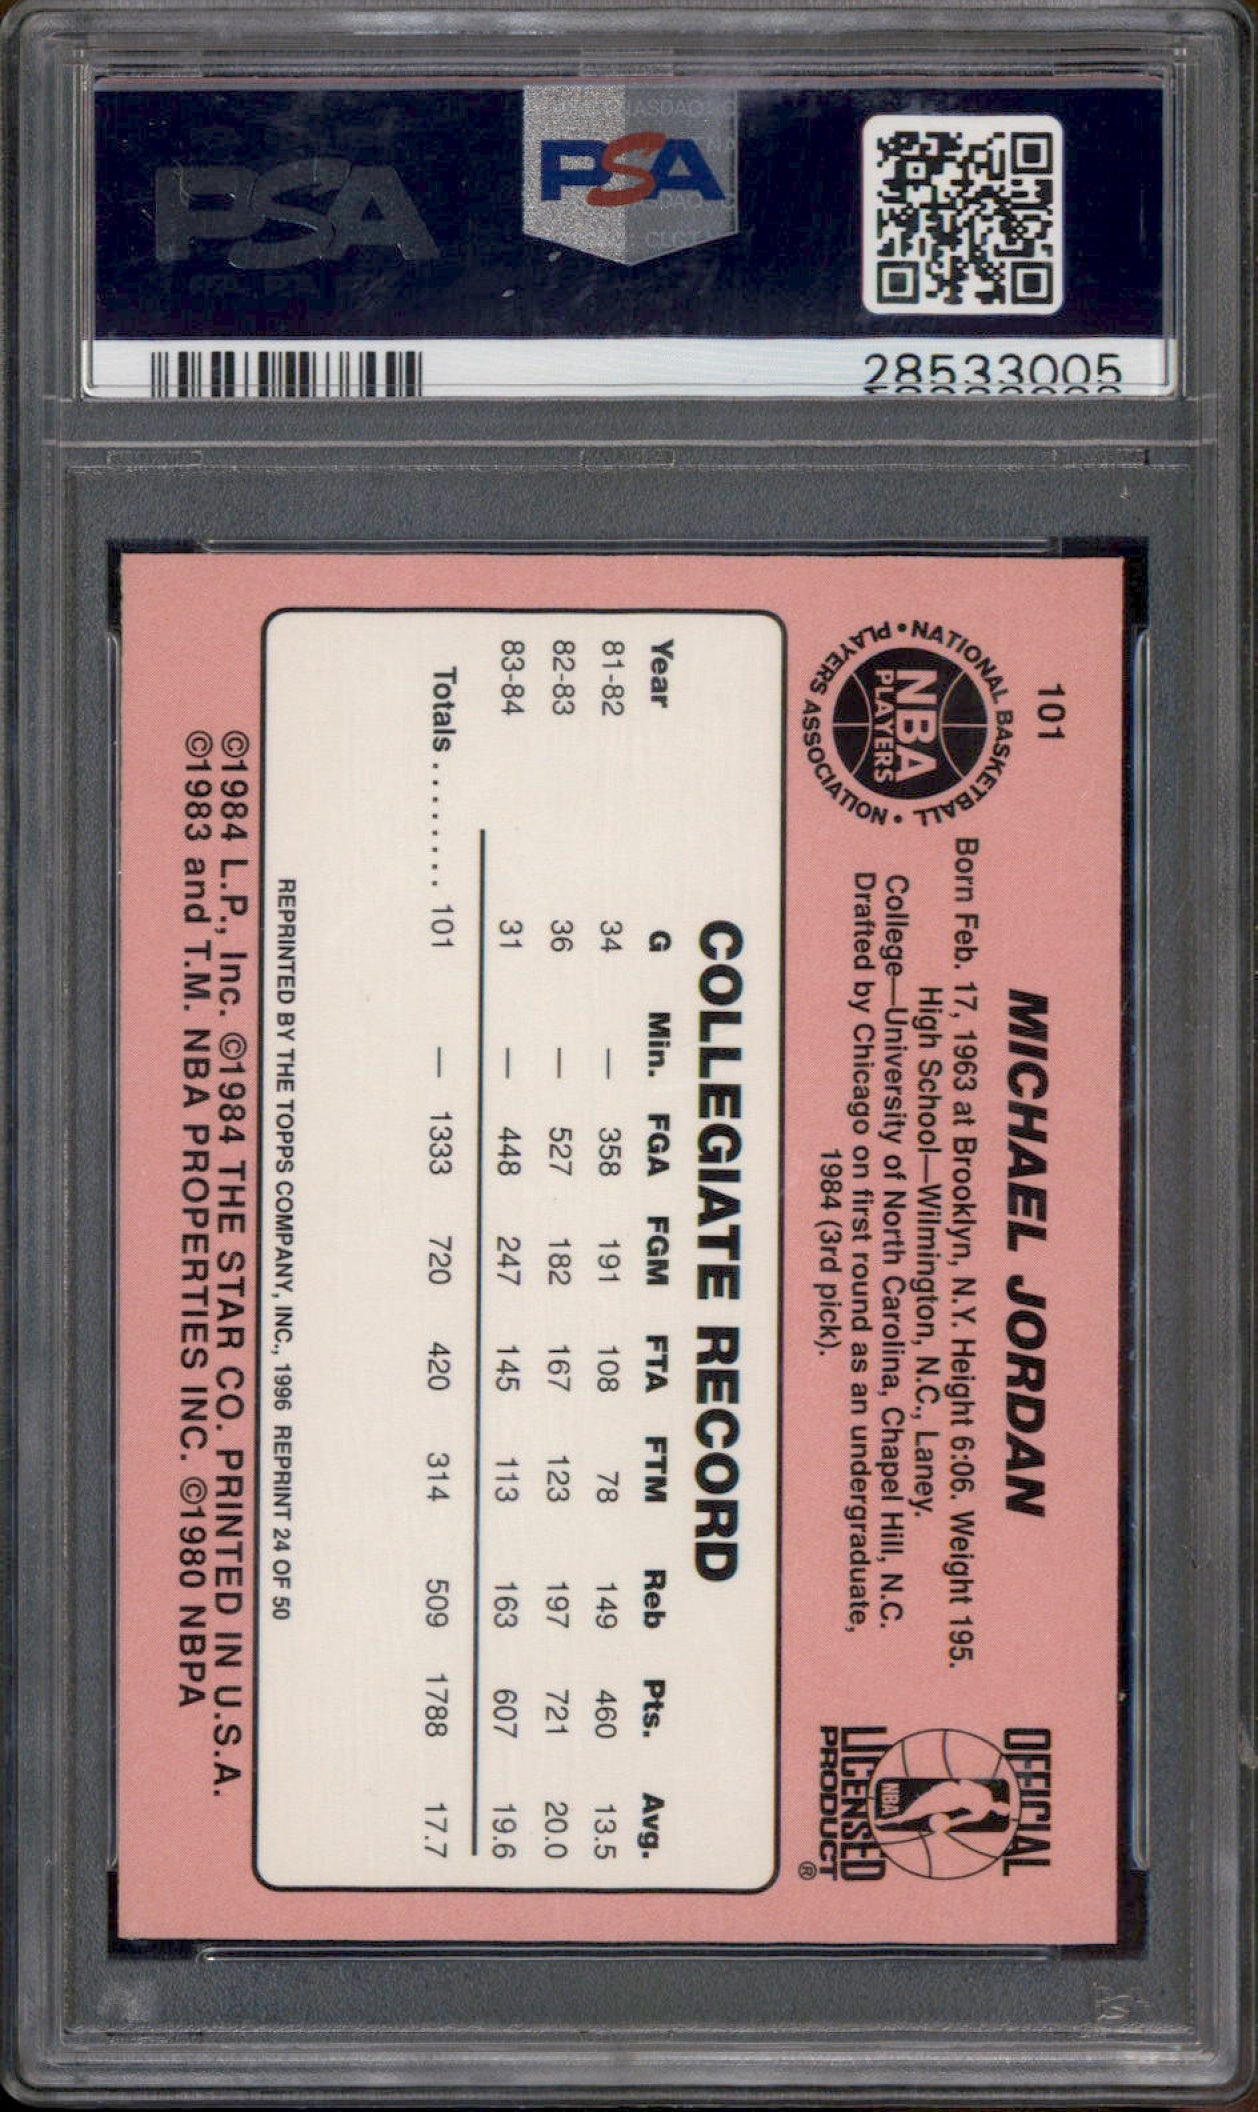 PSA
PSA
28533005
101
MICHAEL JORDAN
Born Feb. 17, 1963 at Brooklyn, N.Y. Height 6:06. Weight 195.
High School—Wilmington, N.C., Laney.
College—University of North Carolina, Chapel Hill, N.C.
Drafted by Chicago on first round as an undergraduate,
1984 (3rd pick).
NATIONAL BASKETBALL • PLAYERS ASSOCIATION •
NBA
PLAYERS
OFFICIAL
NBA
LICENSED
PRODUCT®
COLLEGIATE RECORD
Year G Min. FGA FGM FTA FTM Reb Pts. Avg.
81-82 34 — 358 191 108 78 149 460 13.5
82-83 36 — 527 182 167 123 197 721 20.0
83-84 31 — 448 247 145 113 163 607 19.6
Totals........ 101 — 1333 720 420 314 509 1788 17.7
REPRINTED BY THE TOPPS COMPANY, INC., 1996 REPRINT 24 OF 50
©1984 L.P., Inc. ©1984 THE STAR CO. PRINTED IN U.S.A.
©1983 and T.M. NBA PROPERTIES INC. ©1980 NBPA